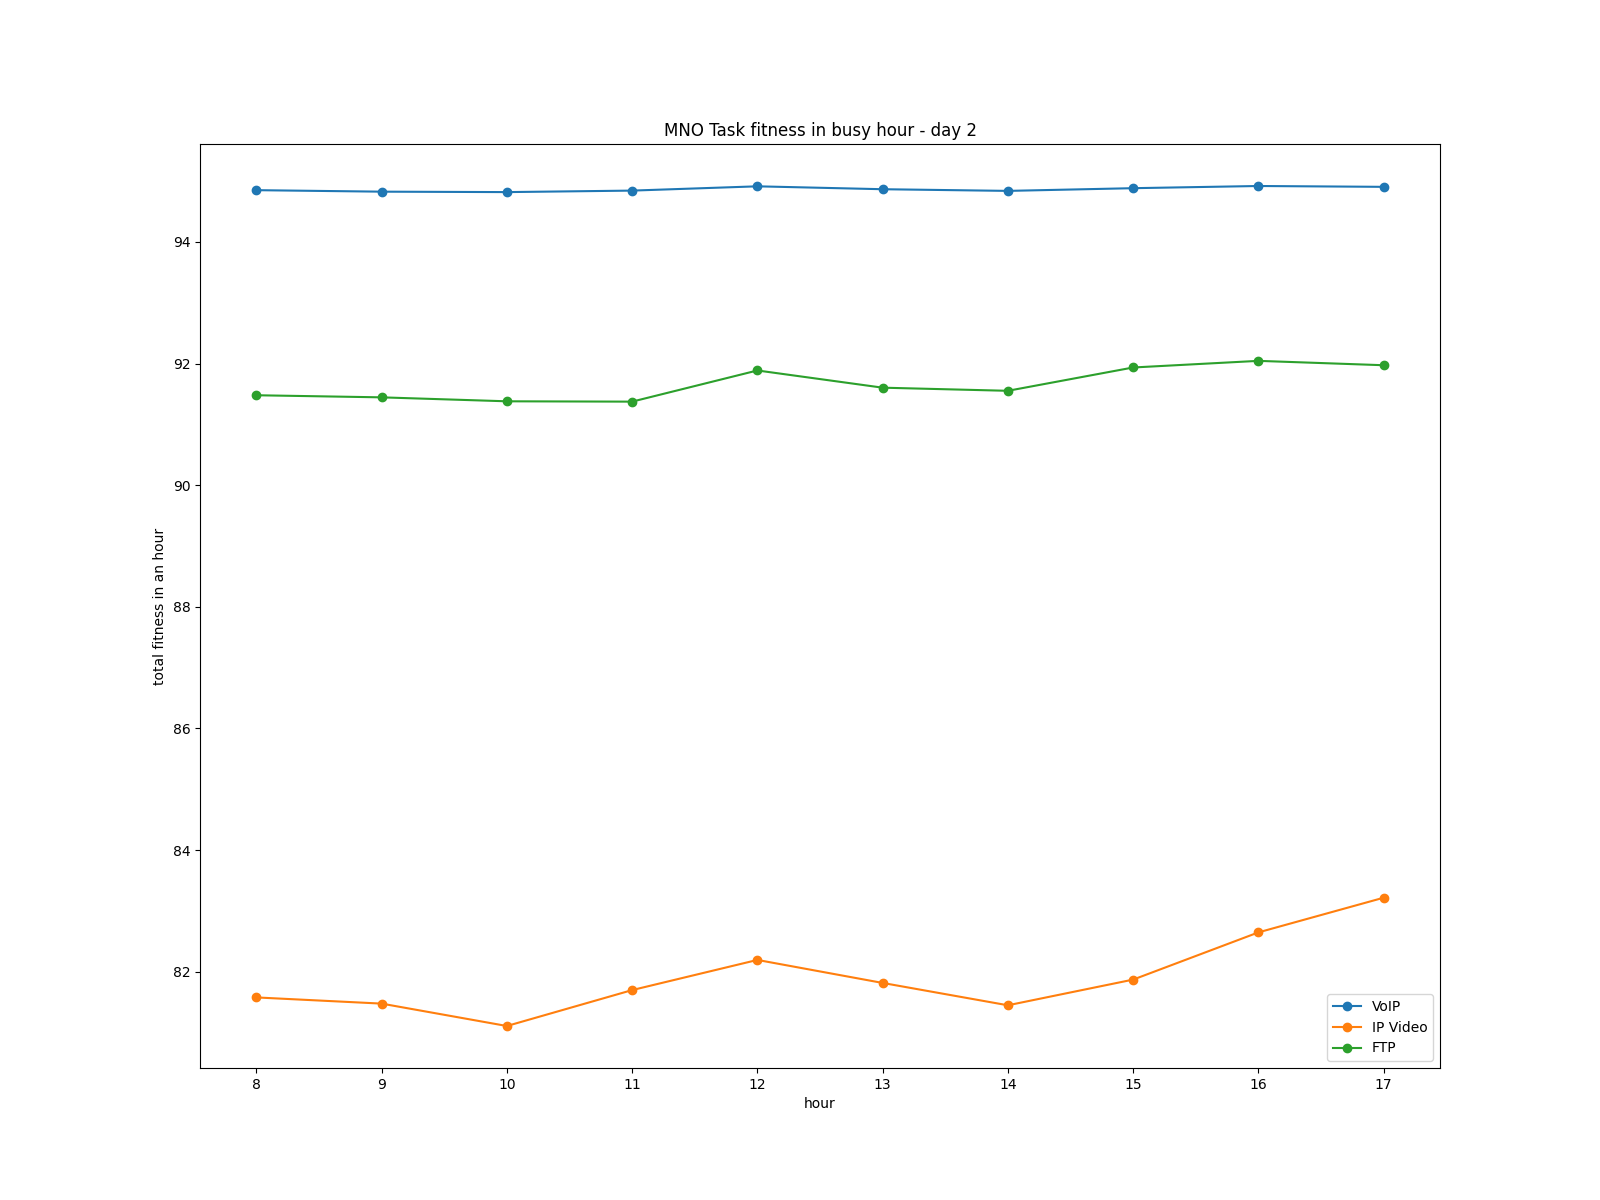 MNO Task fitness in busy hour - day 2
94
92
90
88
86
84
82
total fitness in an hour
VoIP
IP Video
FTP
8 9 10 11 12 13 14 15 16 17
hour